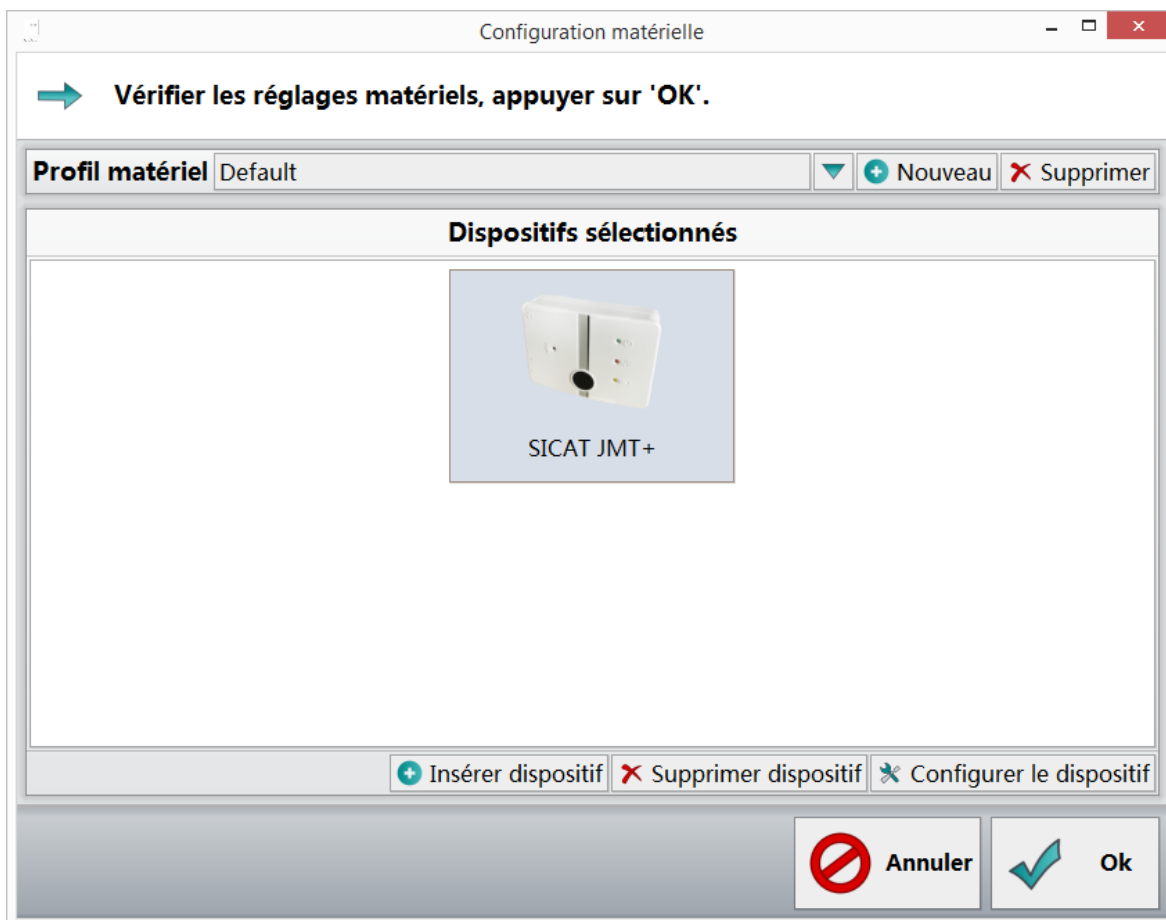 Configuration matérielle
Vérifier les réglages matériels, appuyer sur 'OK'.
Profil matériel Default Nouveau Supprimer
Dispositifs sélectionnés
SICAT JMT+
Insérer dispositif Supprimer dispositif Configurer le dispositif
Annuler Ok